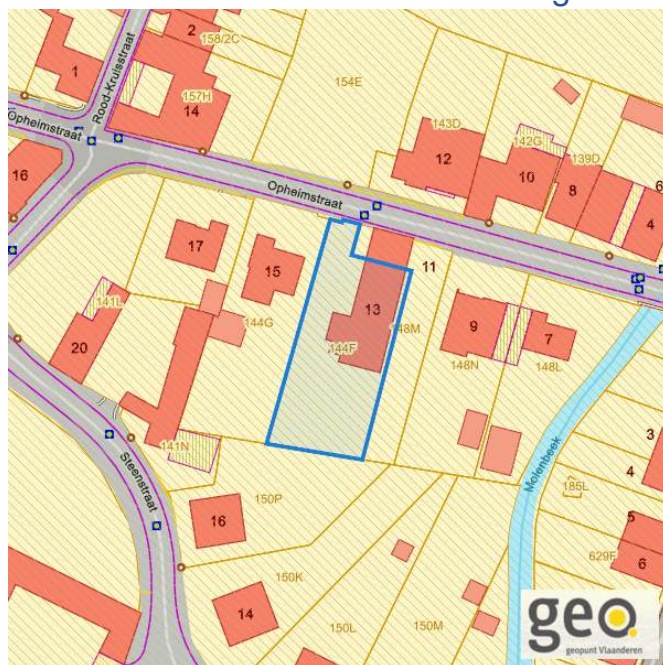 g
2
158/2C
1
Rood-Kruisstraat
154E
157H
14
Opheimstraat
143D
12
142G
139D
10
8
6
4
16
Opheimstraat
17
15
11
13
141L
144G
148M
9
7
20
144F
148N
148L
141N
Molenbeek
3
4
Steenstraat
150P
185L
16
5
629F
6
150K
14
150L
150M
geo
geopunt Vlaanderen